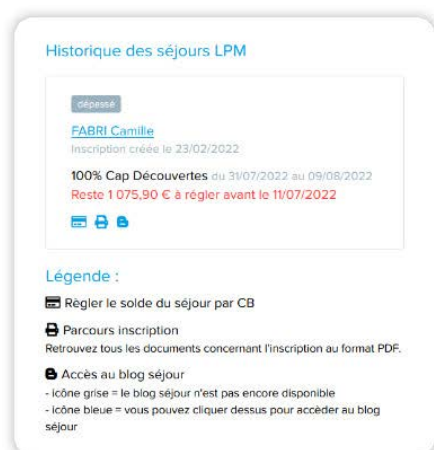 Historique des séjours LPM
dépassé
FABRI Camille
Inscription créée le 23/02/2022
100% Cap Découvertes du 31/07/2022 au 09/08/2022
Reste 1 075,90 € à régler avant le 11/07/2022
Légende :
Règler le solde du séjour par CB
Parcours inscription
Retrouvez tous les documents concernant l'inscription au format PDF.
Accès au blog séjour
- icône grise = le blog séjour n'est pas encore disponible
- icône bleue = vous pouvez cliquer dessus pour accèder au blog
séjour